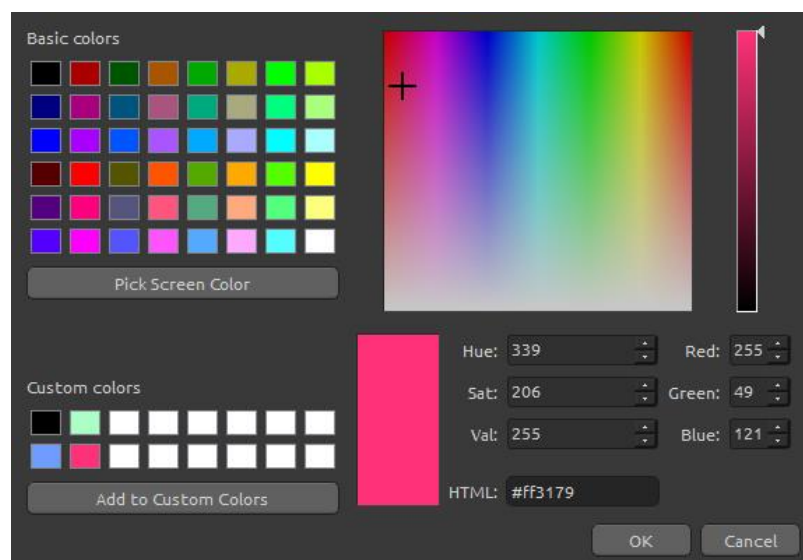 Basic colors
Pick Screen Color
Custom colors
Add to Custom Colors
Hue: 339
Red: 255
Sat: 206
Green: 49
Val: 255
Blue: 121
HTML: #ff3179
OK
Cancel